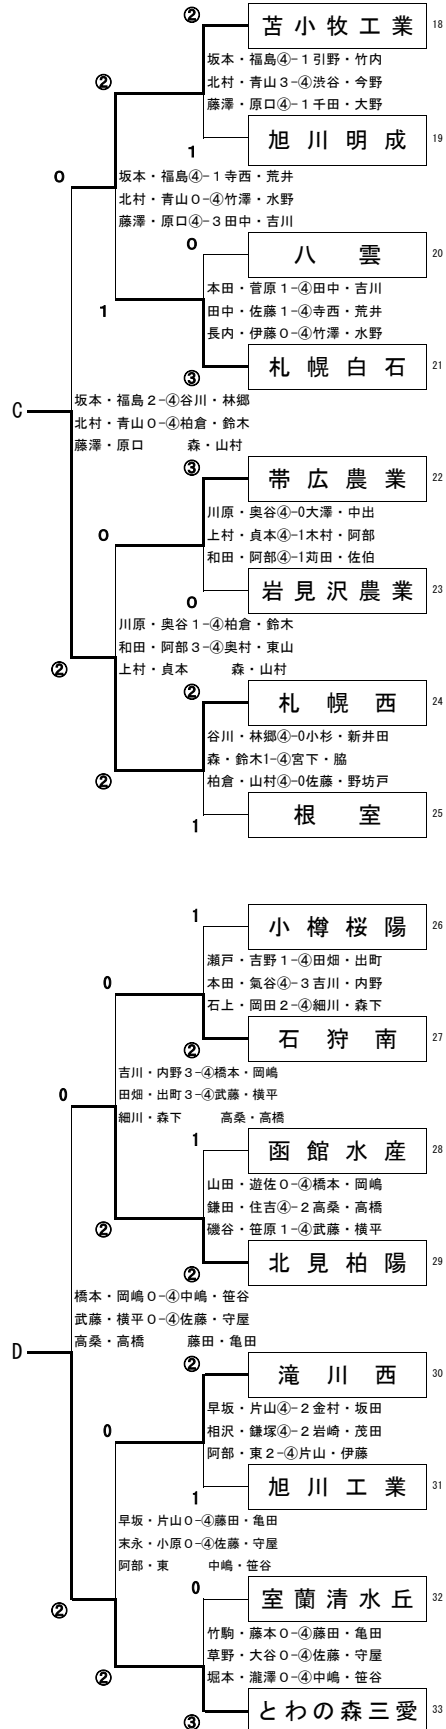 ② 苫小牧工業 18
坂本・福島④-１引野・竹内
② 北村・青山３-④渋谷・今野
藤澤・原口④-１千田・大野
1 旭川明成 19
0 坂本・福島④-１寺西・荒井
北村・青山０-④竹澤・水野
藤澤・原口④-３田中・吉川
0 八雲 20
本田・菅原１-④田中・吉川
1 田中・佐藤１-④寺西・荒井
長内・伊藤０-④竹澤・水野
③ 札幌白石 21
坂本・福島２-④谷川・林郷
C 北村・青山０-④柏倉・鈴木
藤澤・原口 森・山村
③ 帯広農業 22
川原・奥谷④-0大澤・中出
0 上村・貞本④-1木村・阿部
和田・阿部④-1苅田・佐伯
0 岩見沢農業 23
川原・奥谷１-④柏倉・鈴木
和田・阿部３-④奥村・東山
② 上村・貞本 森・山村
② 札幌西 24
谷川・林郷④-0小杉・新井田
森・鈴木1-④宮下・脇
② 柏倉・山村④-0佐藤・野坊戸
1 根室 25
1 小樽桜陽 26
瀬戸・吉野１-④田畑・出町
0 本田・氣谷④-３吉川・内野
石上・岡田２-④細川・森下
② 石狩南 27
吉川・内野３-④橋本・岡嶋
0 田畑・出町３-④武藤・横平
細川・森下 高桑・高橋
1 函館水産 28
山田・遊佐０-④橋本・岡嶋
鎌田・住吉④-２高桑・高橋
② 磯谷・笹原１-④武藤・横平
② 北見柏陽 29
橋本・岡嶋０-④中嶋・笹谷
武藤・横平０-④佐藤・守屋
D 高桑・高橋 藤田・亀田
② 滝川西 30
早坂・片山④-２金村・坂田
0 相沢・鎌塚④-２岩崎・茂田
阿部・東２-④片山・伊藤
1 旭川工業 31
早坂・片山０-④藤田・亀田
末永・小原０-④佐藤・守屋
阿部・東 中嶋・笹谷
0 室蘭清水丘 32
② 竹駒・藤本０-④藤田・亀田
草野・大谷０-④佐藤・守屋
② 堀本・瀧澤０-④中嶋・笹谷
③ とわの森三愛 33